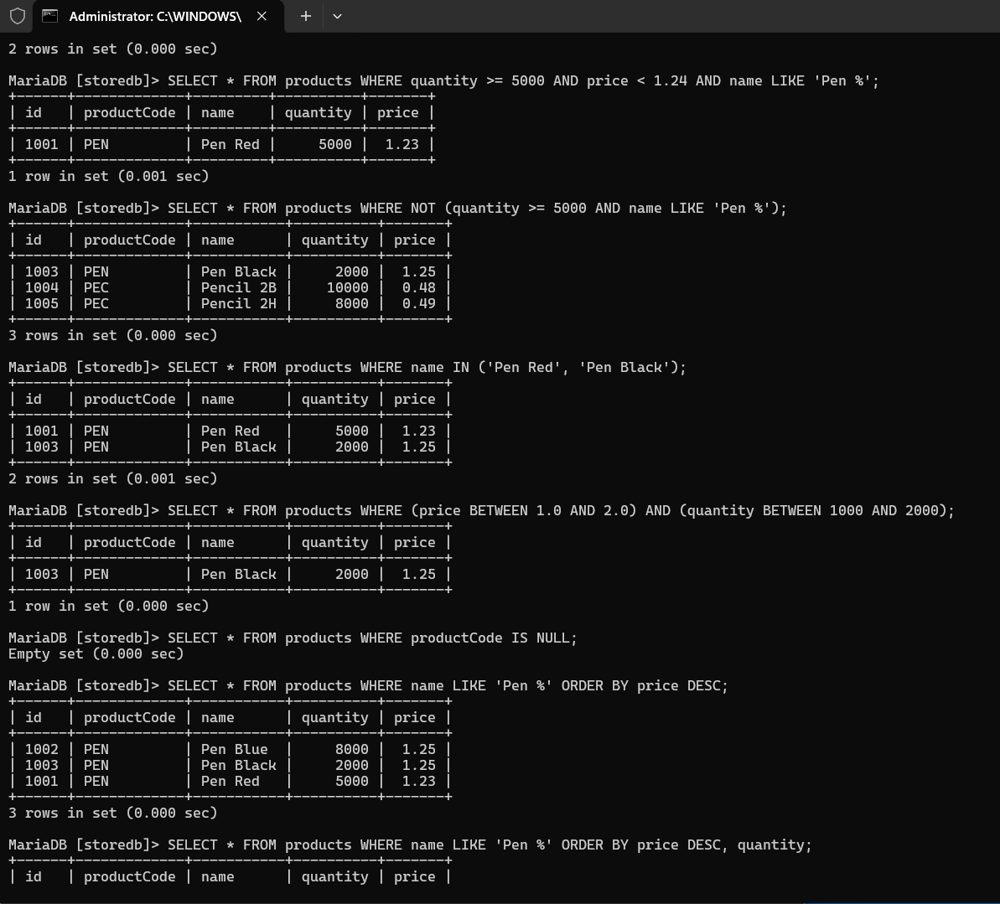 Administrator: C:\WINDOWS\
2 rows in set (0.000 sec)
MariaDB [storedb]> SELECT * FROM products WHERE quantity >= 5000 AND price < 1.24 AND name LIKE 'Pen %';
+------+-------------+---------+----------+-------+
| id   | productCode | name    | quantity | price |
+------+-------------+---------+----------+-------+
| 1001 | PEN         | Pen Red |     5000 |  1.23 |
+------+-------------+---------+----------+-------+
1 row in set (0.001 sec)
MariaDB [storedb]> SELECT * FROM products WHERE NOT (quantity >= 5000 AND name LIKE 'Pen %');
+------+-------------+-----------+----------+-------+
| id   | productCode | name      | quantity | price |
+------+-------------+-----------+----------+-------+
| 1003 | PEN         | Pen Black |     2000 |  1.25 |
| 1004 | PEC         | Pencil 2B |    10000 |  0.48 |
| 1005 | PEC         | Pencil 2H |     8000 |  0.49 |
+------+-------------+-----------+----------+-------+
3 rows in set (0.000 sec)
MariaDB [storedb]> SELECT * FROM products WHERE name IN ('Pen Red', 'Pen Black');
+------+-------------+-----------+----------+-------+
| id   | productCode | name      | quantity | price |
+------+-------------+-----------+----------+-------+
| 1001 | PEN         | Pen Red   |     5000 |  1.23 |
| 1003 | PEN         | Pen Black |     2000 |  1.25 |
+------+-------------+-----------+----------+-------+
2 rows in set (0.001 sec)
MariaDB [storedb]> SELECT * FROM products WHERE (price BETWEEN 1.0 AND 2.0) AND (quantity BETWEEN 1000 AND 2000);
+------+-------------+-----------+----------+-------+
| id   | productCode | name      | quantity | price |
+------+-------------+-----------+----------+-------+
| 1003 | PEN         | Pen Black |     2000 |  1.25 |
+------+-------------+-----------+----------+-------+
1 row in set (0.000 sec)
MariaDB [storedb]> SELECT * FROM products WHERE productCode IS NULL;
Empty set (0.000 sec)
MariaDB [storedb]> SELECT * FROM products WHERE name LIKE 'Pen %' ORDER BY price DESC;
+------+-------------+-----------+----------+-------+
| id   | productCode | name      | quantity | price |
+------+-------------+-----------+----------+-------+
| 1002 | PEN         | Pen Blue  |     8000 |  1.25 |
| 1003 | PEN         | Pen Black |     2000 |  1.25 |
| 1001 | PEN         | Pen Red   |     5000 |  1.23 |
+------+-------------+-----------+----------+-------+
3 rows in set (0.000 sec)
MariaDB [storedb]> SELECT * FROM products WHERE name LIKE 'Pen %' ORDER BY price DESC, quantity;
+------+-------------+-----------+----------+-------+
| id   | productCode | name      | quantity | price |